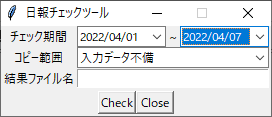 日報チェックツール
チェック期間 2022/04/01 ~ 2022/04/07
コピー範囲 入力データ不備
結果ファイル名
Check Close